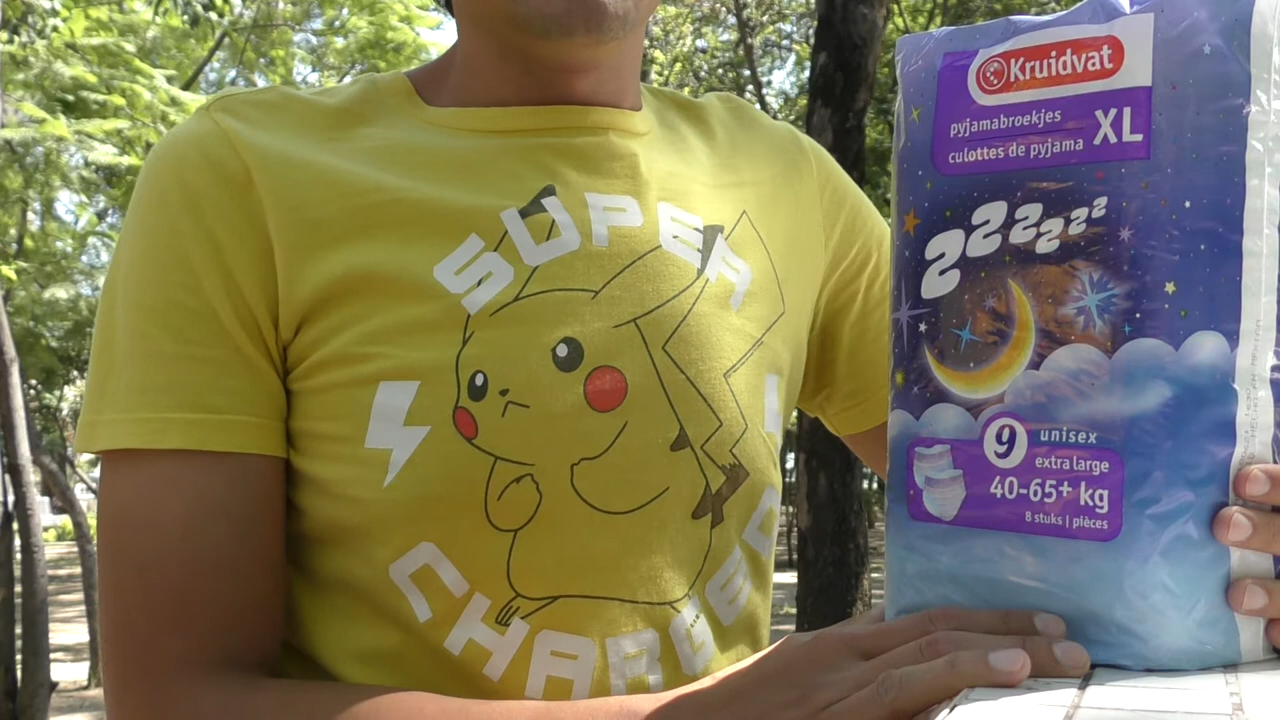 SUPER
CHARGED
Kruidvat
pyjamabroekjes
culottes de pyjama
XL
zzzzzz
9
unisex
extra large
40-65+ kg
8 stuks | pièces